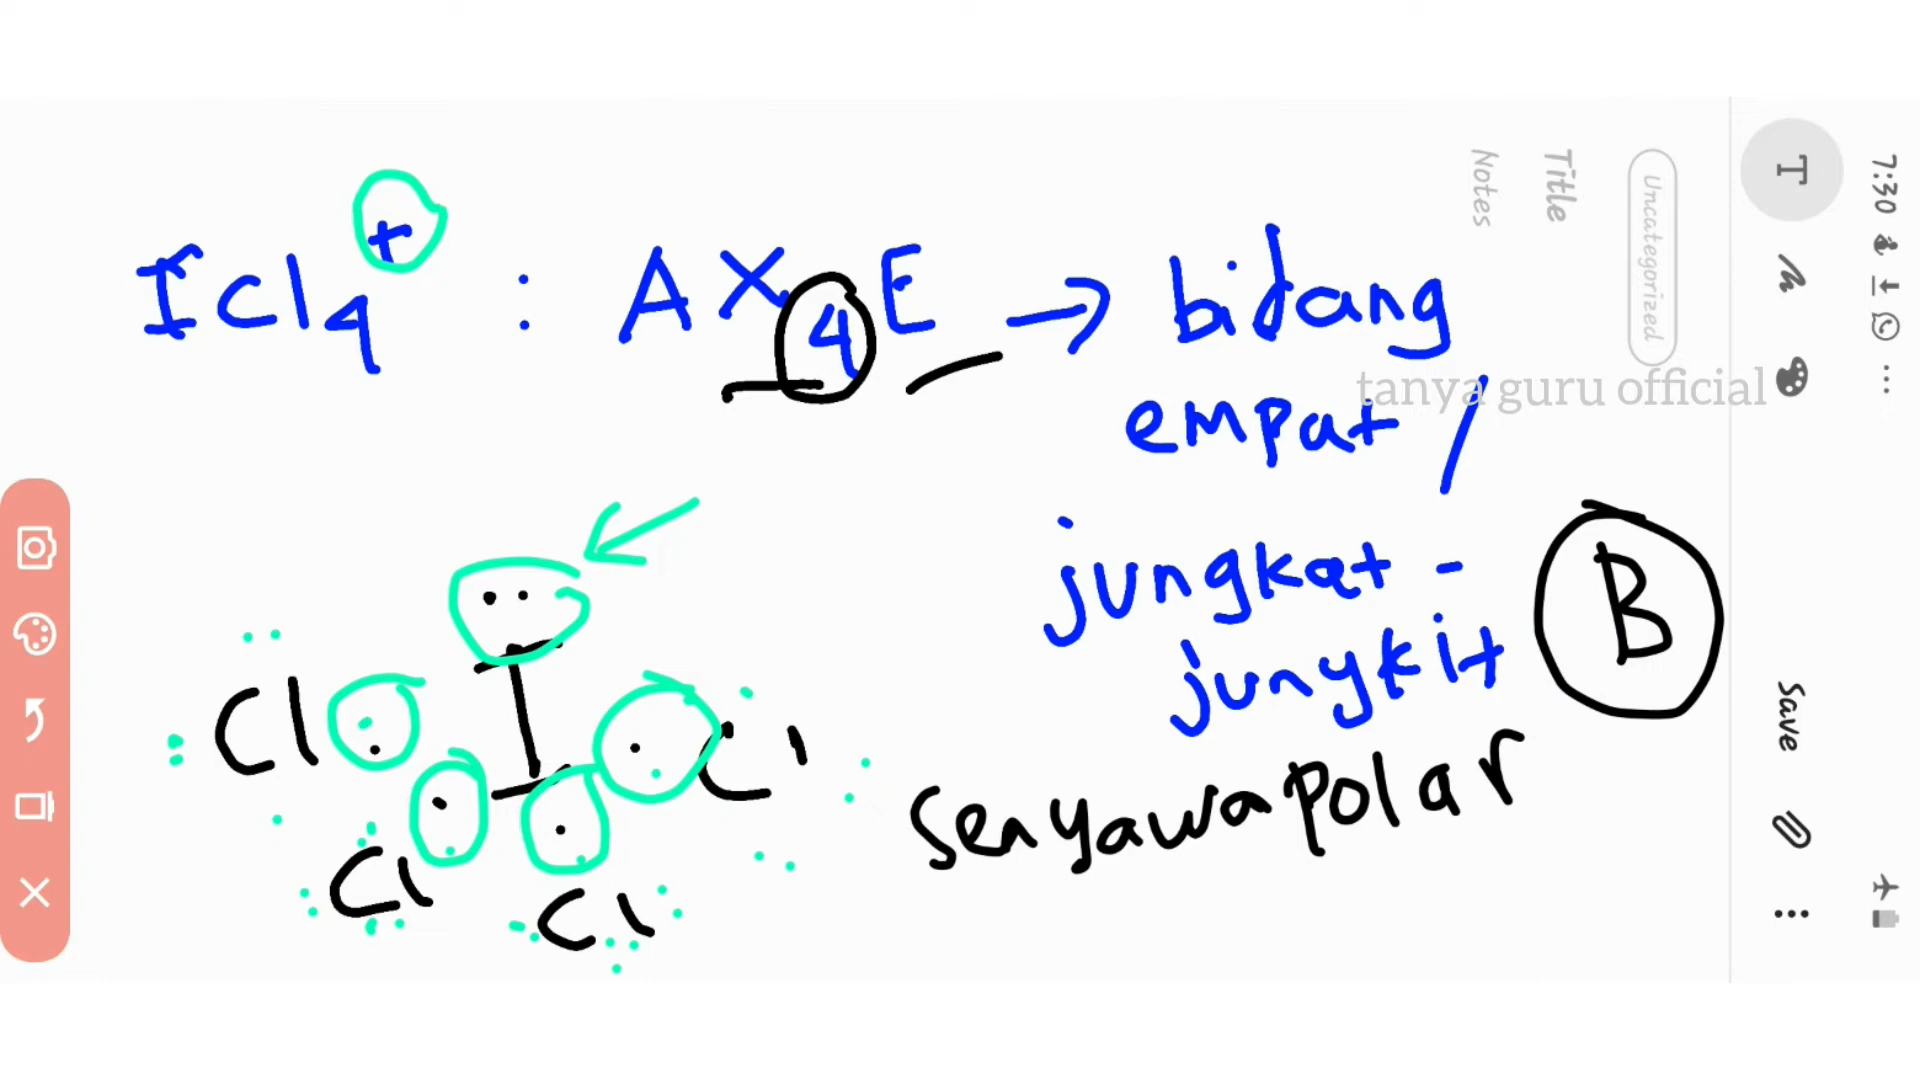 ICl4+ : AX4E → bidang
empat /
jungkat -
jungkit
B
senyawa polar
Cl
Cl
Cl
Cl
I
tanya guru official
Title
Notes
Uncategorized
T
7:30
Save